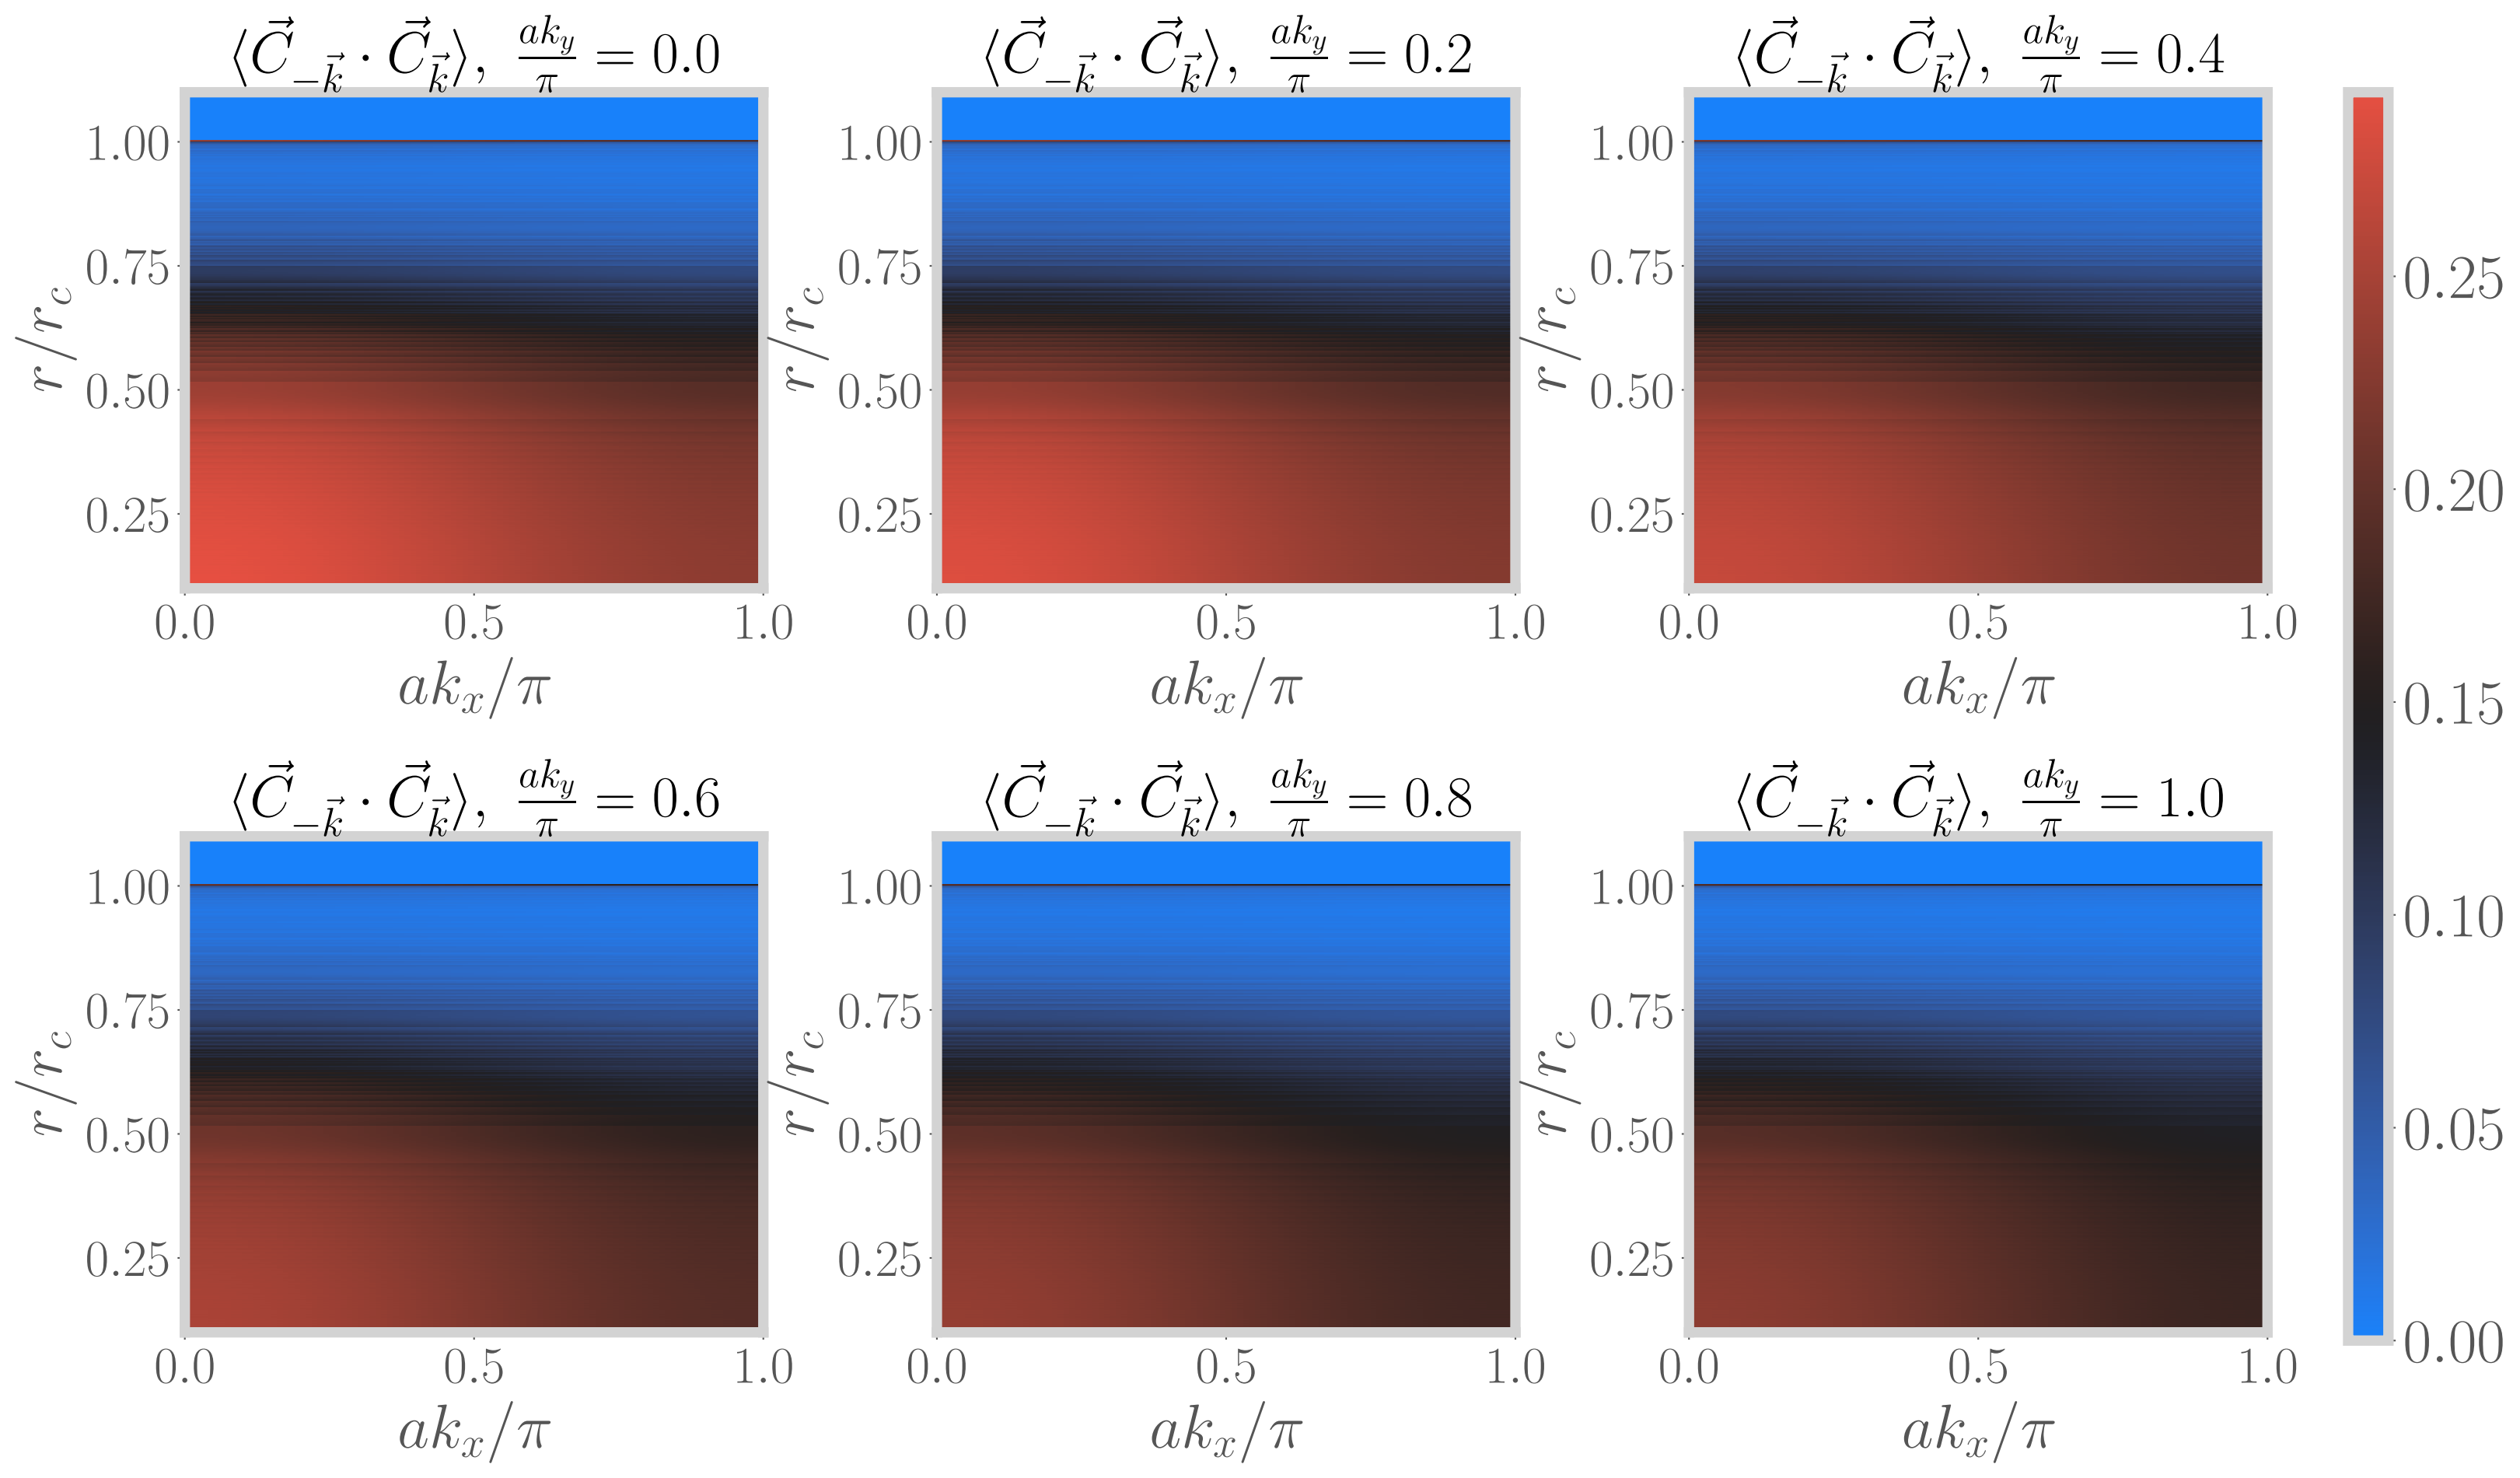 ⟨C⃗_{−k⃗} · C⃗_{k⃗}⟩, ak_y/π = 0.0
r/r_c
1.00
0.75
0.50
0.25
0.0 0.5 1.0
ak_x/π
⟨C⃗_{−k⃗} · C⃗_{k⃗}⟩, ak_y/π = 0.2
r/r_c
1.00
0.75
0.50
0.25
0.0 0.5 1.0
ak_x/π
⟨C⃗_{−k⃗} · C⃗_{k⃗}⟩, ak_y/π = 0.4
r/r_c
1.00
0.75
0.50
0.25
0.0 0.5 1.0
ak_x/π
⟨C⃗_{−k⃗} · C⃗_{k⃗}⟩, ak_y/π = 0.6
r/r_c
1.00
0.75
0.50
0.25
0.0 0.5 1.0
ak_x/π
⟨C⃗_{−k⃗} · C⃗_{k⃗}⟩, ak_y/π = 0.8
r/r_c
1.00
0.75
0.50
0.25
0.0 0.5 1.0
ak_x/π
⟨C⃗_{−k⃗} · C⃗_{k⃗}⟩, ak_y/π = 1.0
r/r_c
1.00
0.75
0.50
0.25
0.0 0.5 1.0
ak_x/π
0.25
0.20
0.15
0.10
0.05
0.00